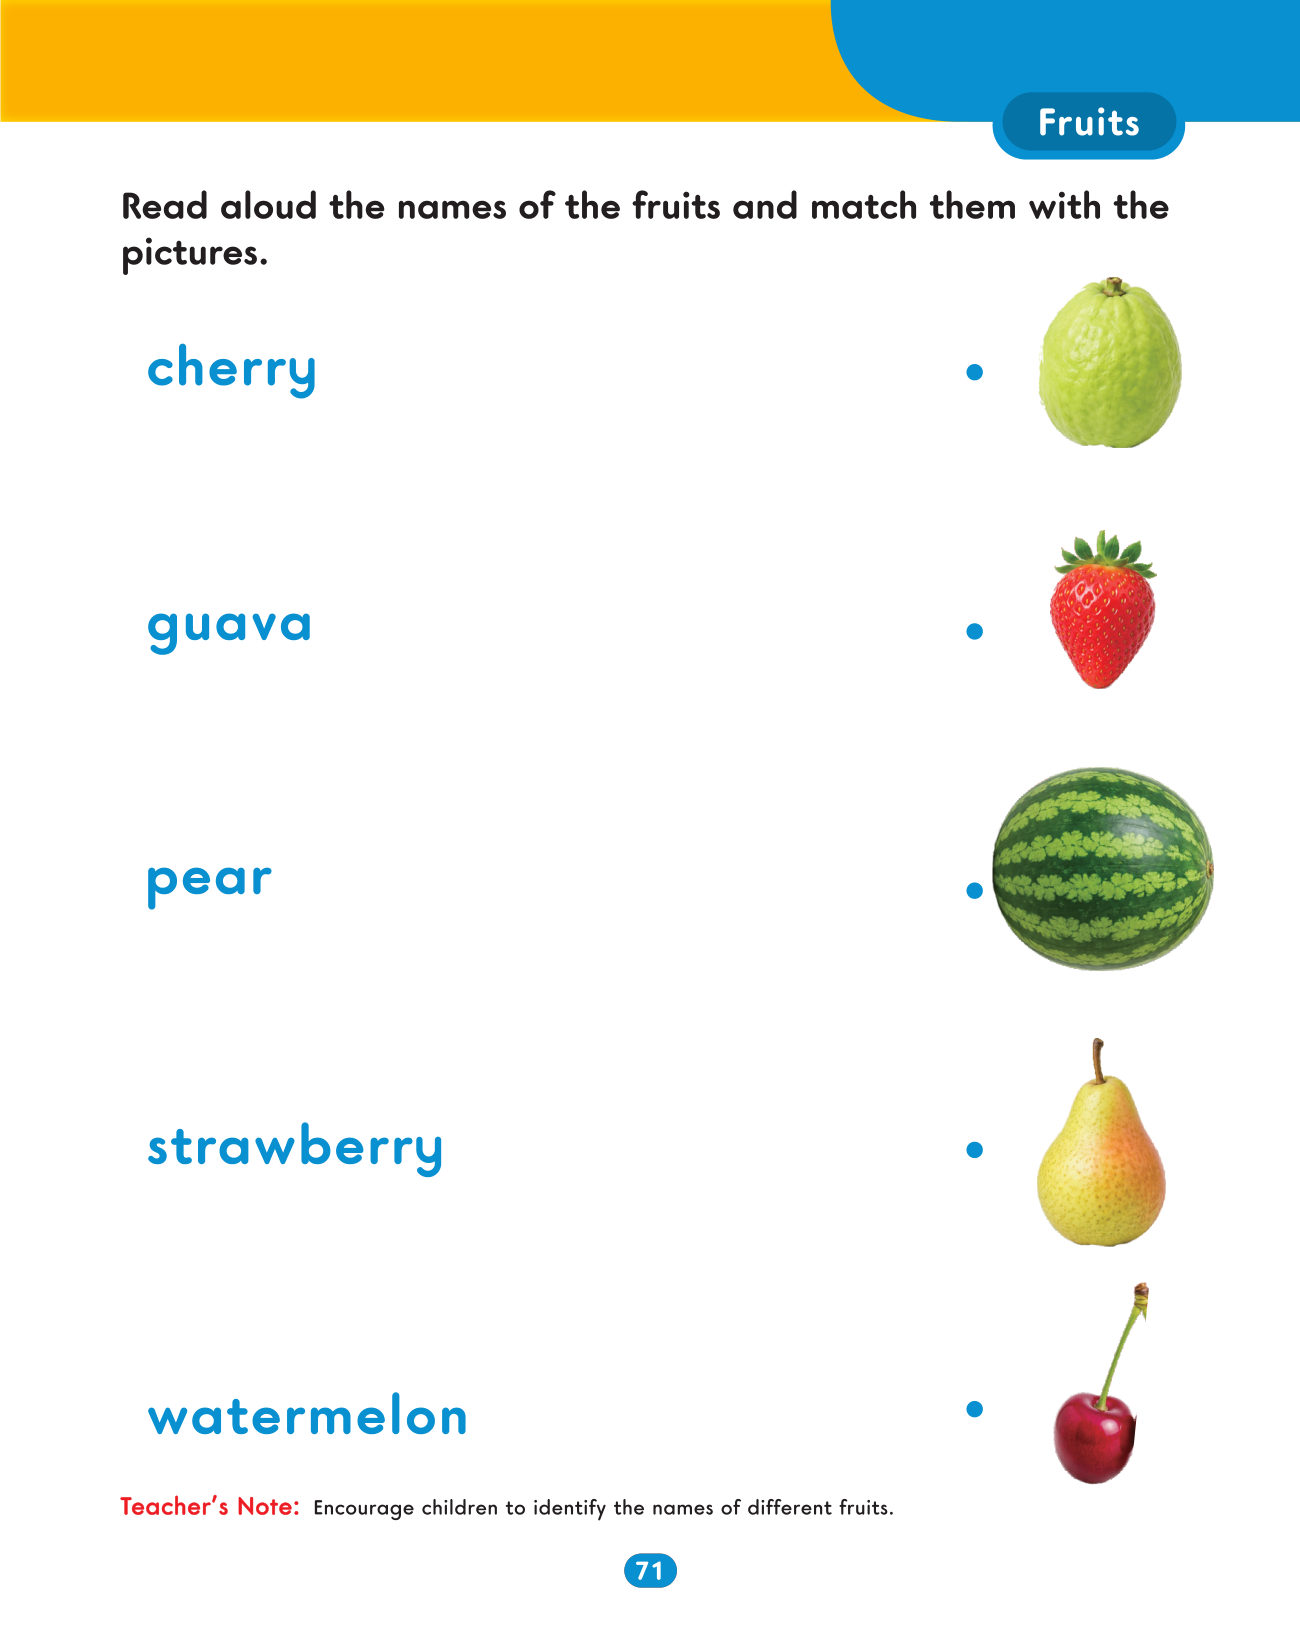 Fruits
Read aloud the names of the fruits and match them with the
pictures.
cherry
guava
pear
strawberry
watermelon
Teacher's Note: Encourage children to identify the names of different fruits.
71